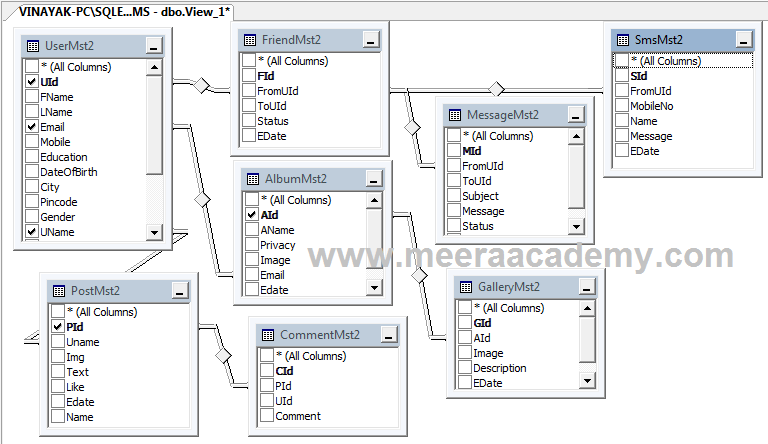 VINAYAK-PC\SQLE...MS - dbo.View_1*
UserMst2
* (All Columns)
UId
FName
LName
Email
Mobile
Education
DateOfBirth
City
Pincode
Gender
UName
FriendMst2
* (All Columns)
FId
FromUId
ToUId
Status
EDate
SmsMst2
* (All Columns)
SId
FromUId
MobileNo
Name
Message
EDate
MessageMst2
* (All Columns)
MId
FromUId
ToUId
Subject
Message
Status
AlbumMst2
* (All Columns)
AId
AName
Privacy
Image
Email
Edate
www.meeraacademy.com
PostMst2
* (All Columns)
PId
Uname
Img
Text
Like
Edate
Name
CommentMst2
* (All Columns)
CId
PId
UId
Comment
GalleryMst2
* (All Columns)
GId
AId
Image
Description
EDate